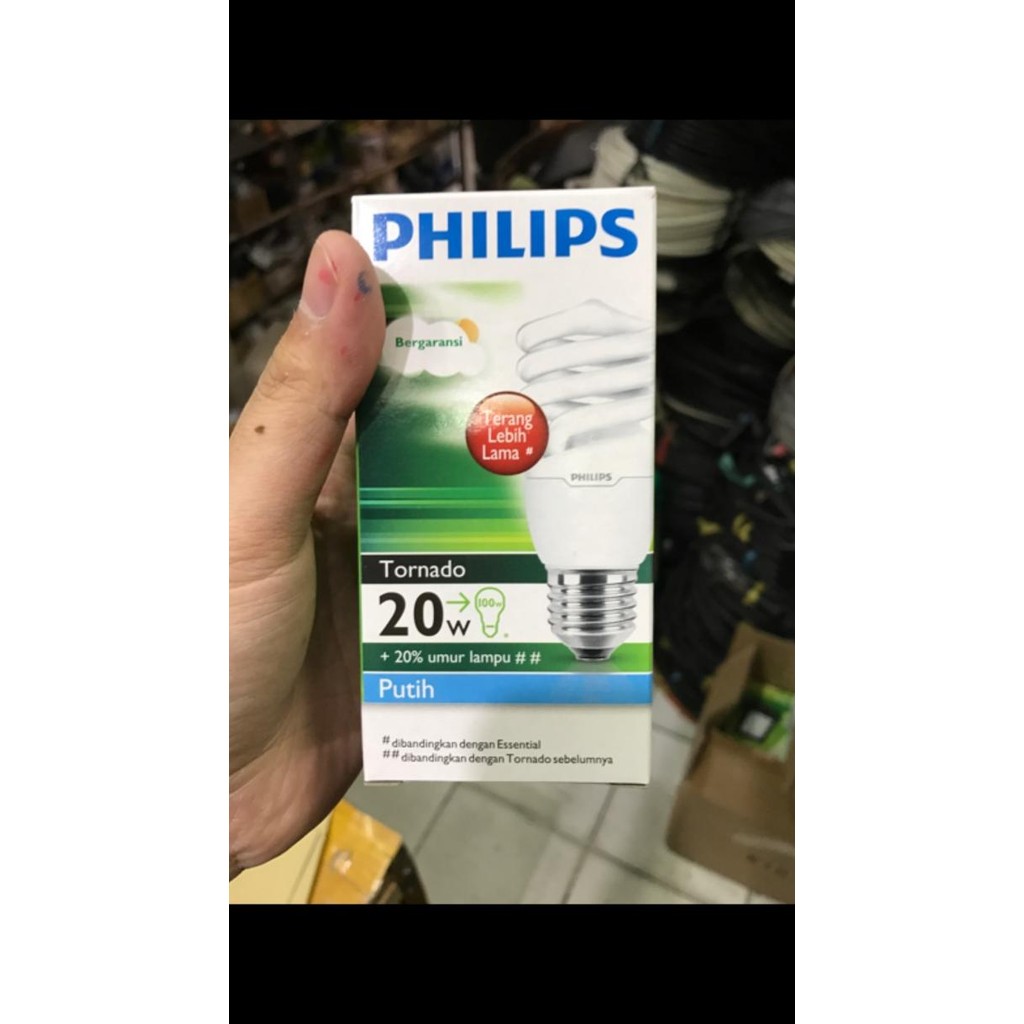 PHILIPS
Bergaransi
Terang
Lebih
Lama #
PHILIPS
Tornado
20W → 100W
+ 20% umur lampu # #
Putih
# dibandingkan dengan Essential
## dibandingkan dengan Tornado sebelumnya